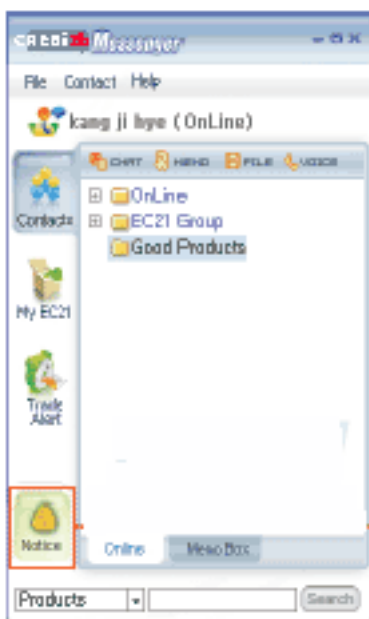 Messenger
File Contact Help
kang ji hye (OnLine)
CHAT MEMO FILE VOICE
Contacts
OnLine
EC21 Group
Good Products
My EC21
Trade
Alert
Notice
Online Memo Box
Products Search